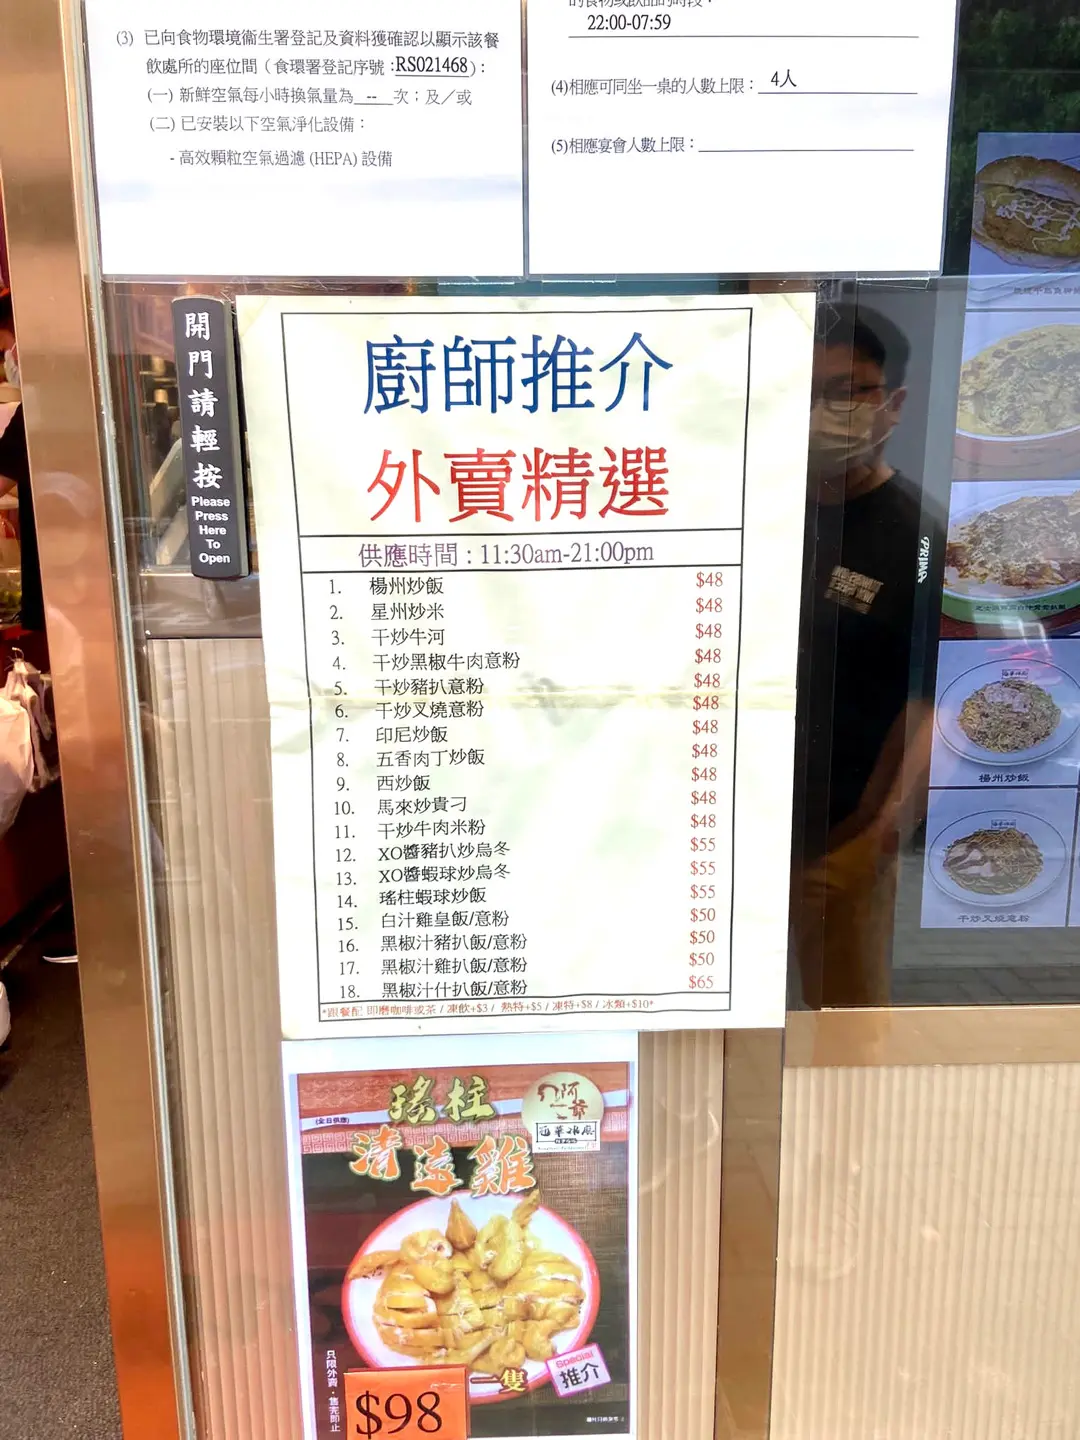 (3) 已向食物環境衞生署登記及資料獲確認以顯示該餐
飲處所的座位間（食環署登記序號 :RS021468）:
(一) 新鮮空氣每小時換氣量為 -- 次；及／或
(二) 已安裝以下空氣淨化設備：
- 高效顆粒空氣過濾 (HEPA) 設備
22:00-07:59
(4)相應可同坐一桌的人數上限： 4人
(5)相應宴會人數上限：
開門請輕按
Please
Press
Here
To
Open
廚師推介
外賣精選
供應時間 : 11:30am-21:00pm
1. 楊州炒飯 $48
2. 星州炒米 $48
3. 干炒牛河 $48
4. 干炒黑椒牛肉意粉 $48
5. 干炒豬扒意粉 $48
6. 干炒叉燒意粉 $48
7. 印尼炒飯 $48
8. 五香肉丁炒飯 $48
9. 西炒飯 $48
10. 馬來炒貴刁 $48
11. 干炒牛肉米粉 $48
12. XO醬豬扒炒烏冬 $55
13. XO醬蝦球炒烏冬 $55
14. 瑤柱蝦球炒飯 $55
15. 白汁雞皇飯/意粉 $50
16. 黑椒汁豬扒飯/意粉 $50
17. 黑椒汁雞扒飯/意粉 $50
18. 黑椒汁什扒飯/意粉 $65
*跟餐配 即磨咖啡或茶 / 凍飲+$3 / 熱特+$5 / 凍特+$8 / 冰類+$10*
楊州炒飯
干炒叉燒意粉
瑤柱
(全日供應)
清遠雞
阿爺
一隻
Special
推介
只限外賣，售完即止
$98